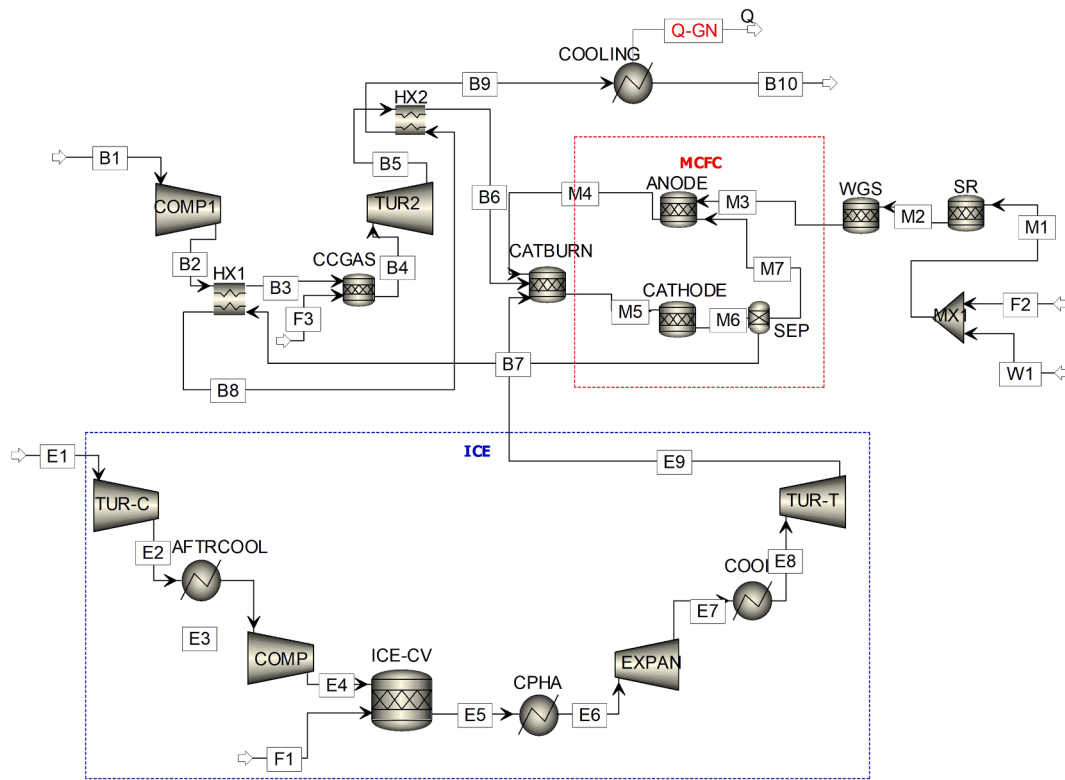 Q-GN
Q
COOLING
B9
B10
HX2
B1
B5
MCFC
COMP1
TUR2
B6
M4
ANODE
M3
WGS
SR
M2
M1
B2
HX1
B3
CCGAS
B4
CATBURN
M7
F3
M5
CATHODE
M6
SEP
MX1
F2
B7
B8
W1
E1
ICE
E9
TUR-C
TUR-T
E2
AFTRCOOL
COOL
E8
E3
E7
COMP
ICE-CV
EXPAN
E4
CPHA
E5
E6
F1